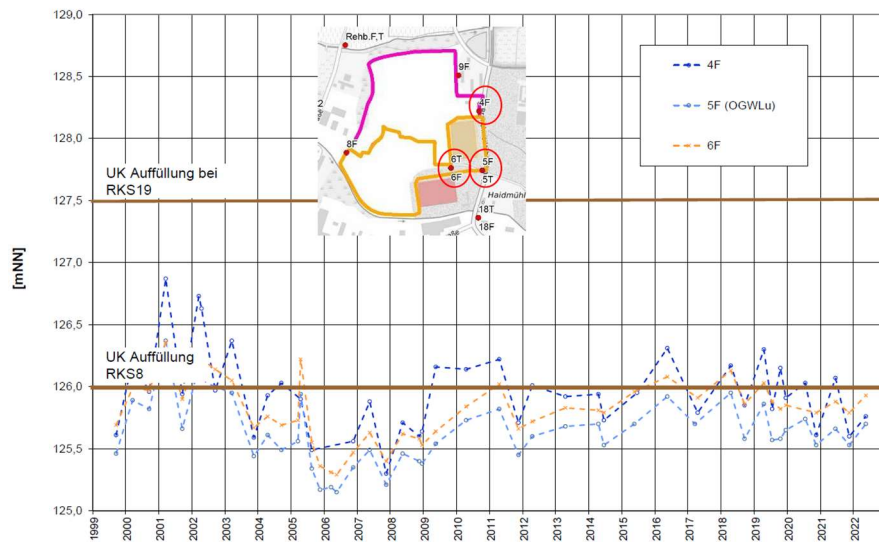 129,0
128,5
128,0
127,5
127,0
126,5
126,0
125,5
125,0
[mNN]
Rehb.F,T
9F
4F
2
8F
6T
5F
6F
5T
Haidmühl
18T
18F
4F
5F (OGWLu)
6F
UK Auffüllung bei
RKS19
UK Auffüllung
RKS8
1999
2000
2001
2002
2003
2004
2005
2006
2007
2008
2009
2010
2011
2012
2013
2014
2015
2016
2017
2018
2019
2020
2021
2022